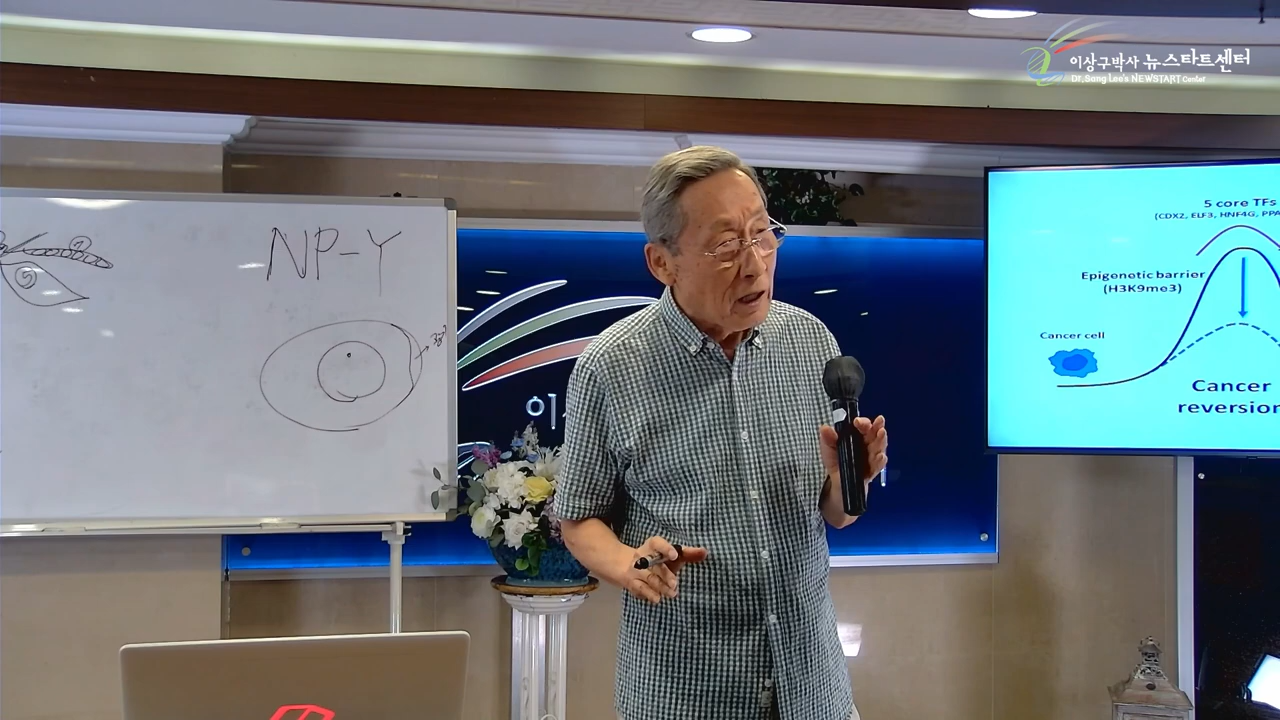 이상구박사 뉴스타트센터
Dr. Sang Lee's NEWSTART Center
NP-Y
5 core TFs
(CDX2, ELF3, HNF4G, PPA
Epigenetic barrier
(H3K9me3)
Cancer cell
Cancer
reversion
이